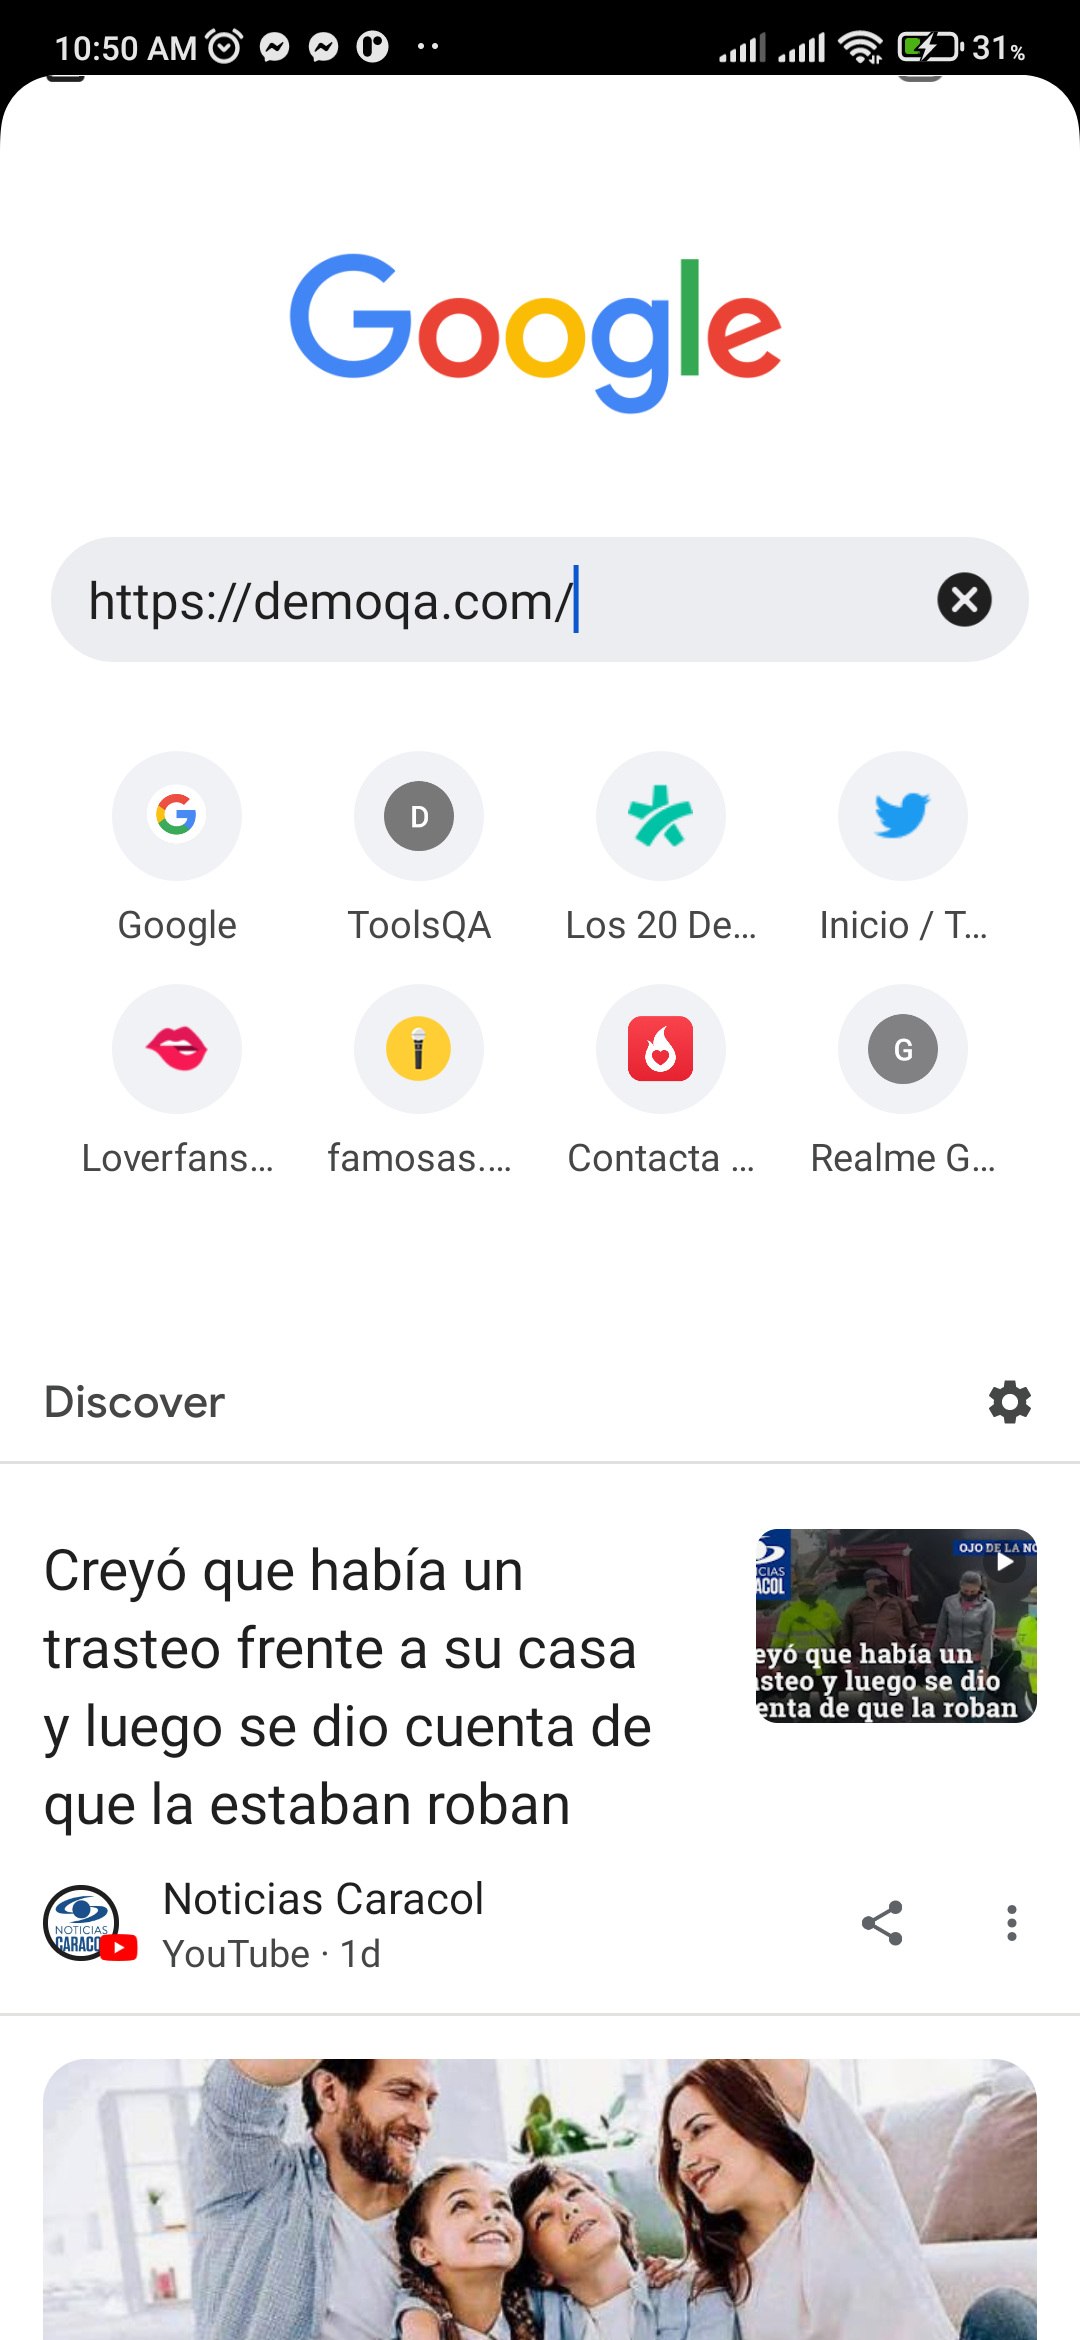 10:50 AM
31%
Google
https://demoqa.com/
D
G
Google
ToolsQA
Los 20 De...
Inicio / T...
Loverfans...
famosas....
Contacta ...
Realme G...
Discover
Creyó que había un
trasteo frente a su casa
y luego se dio cuenta de
que la estaban roban
OJO DE LA NO
CIAS
ACOL
eyó que había un
steo y luego se dio
enta de que la roban
NOTICIAS
CARACO
Noticias Caracol
YouTube · 1d